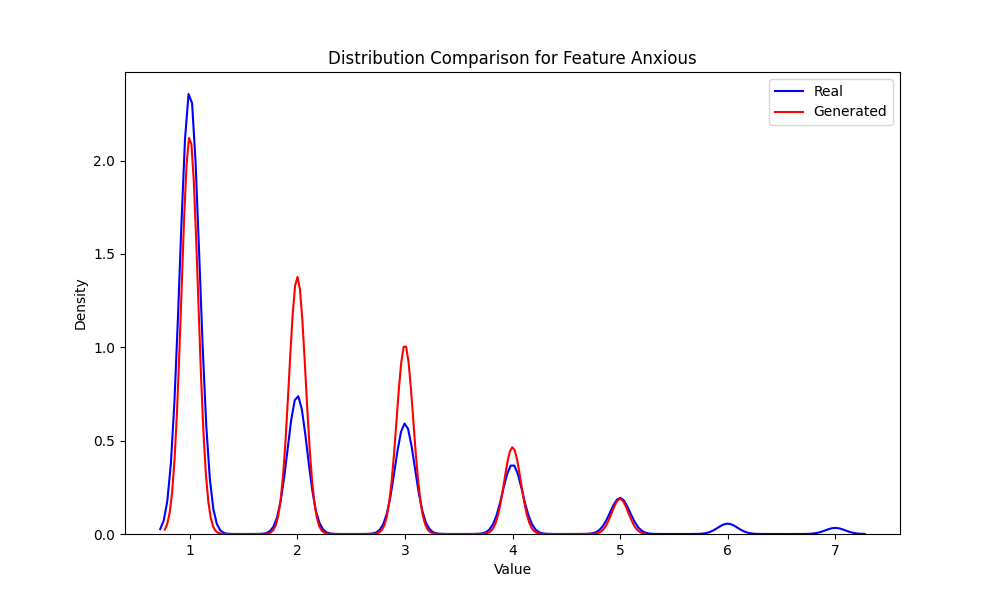 Distribution Comparison for Feature Anxious
Real
Generated
2.0
1.5
1.0
0.5
0.0
Density
1 2 3 4 5 6 7
Value